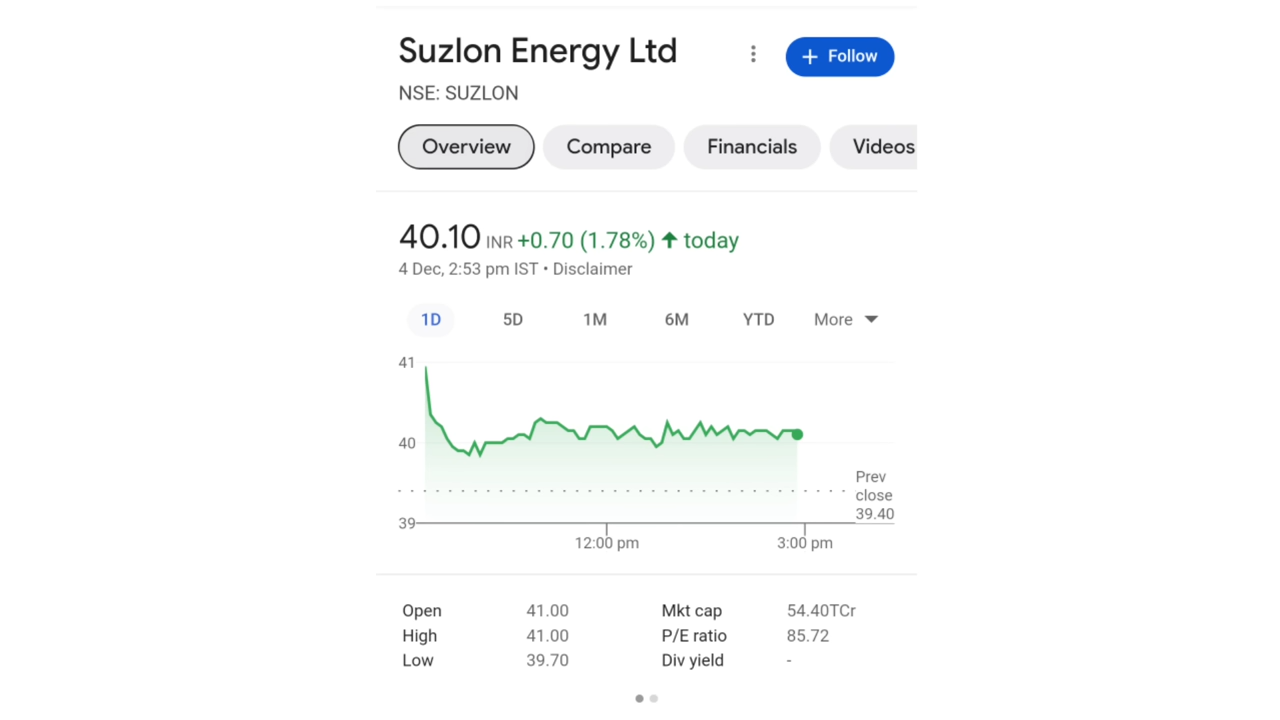 Suzlon Energy Ltd
+ Follow
NSE: SUZLON
Overview Compare Financials Videos
40.10 INR +0.70 (1.78%) ↑ today
4 Dec, 2:53 pm IST • Disclaimer
1D 5D 1M 6M YTD More
41
40
Prev
close
39.40
39
12:00 pm 3:00 pm
Open 41.00 Mkt cap 54.40TCr
High 41.00 P/E ratio 85.72
Low 39.70 Div yield -